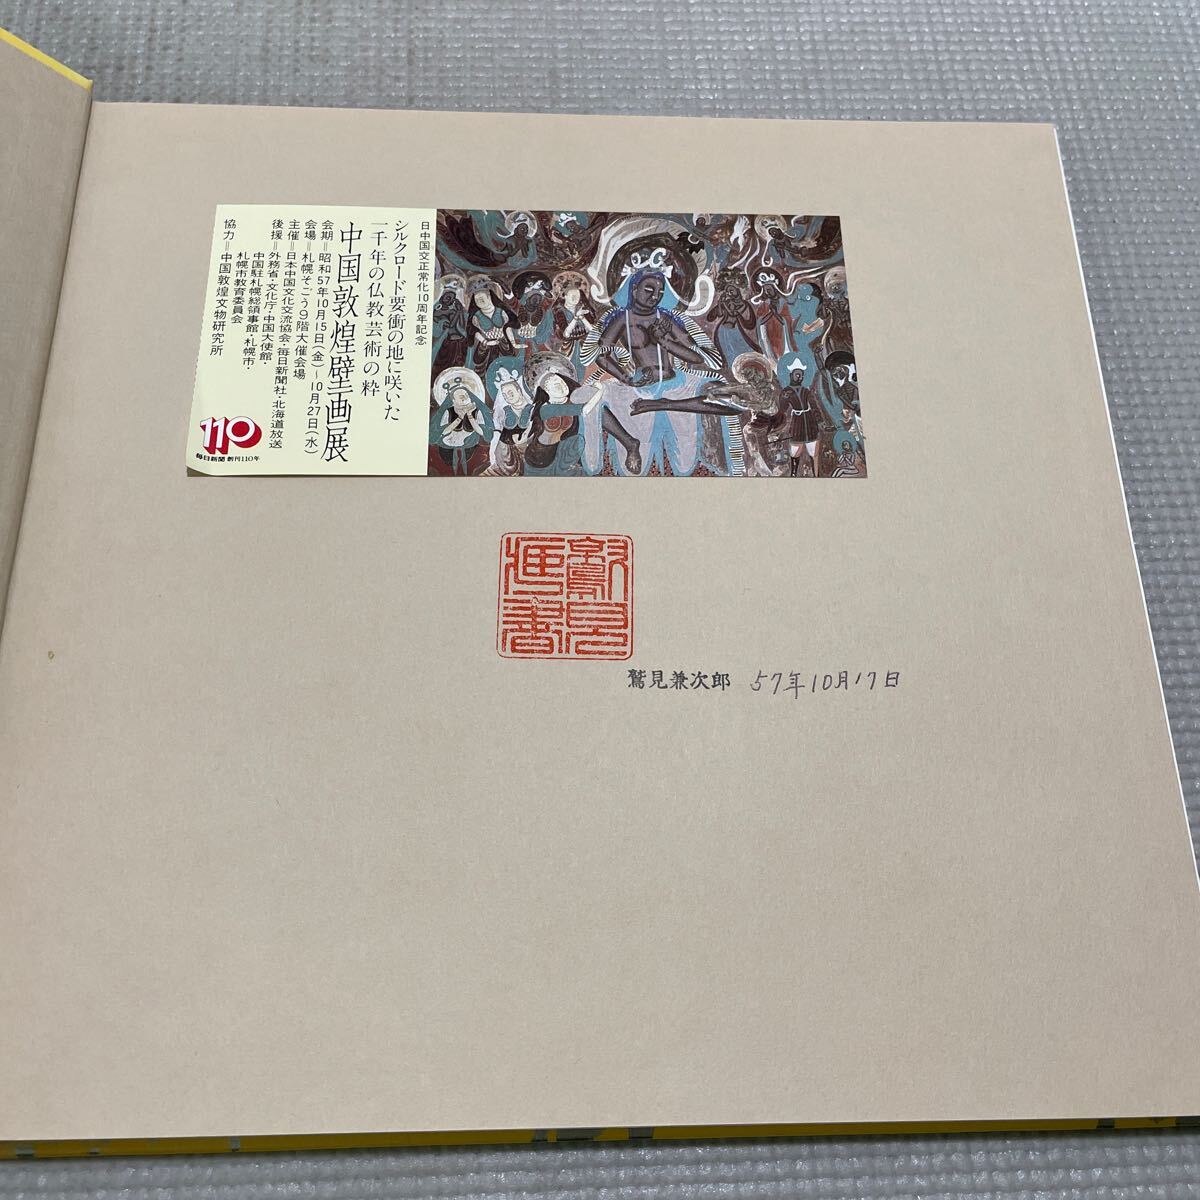 日中国交正常化10周年記念
シルクロード要衝の地に咲いた
一千年の仏教芸術の粋
中国敦煌壁画展
会期＝昭和57年10月15日(金)〜10月27日(水)
会場＝札幌そごう9階大催会場
主催＝日本中国文化交流協会・毎日新聞社・北海道放送
後援＝外務省・文化庁・中国大使館・
中国駐札幌総領事館・札幌市・
札幌市教育委員会
協力＝中国敦煌文物研究所
110
毎日新聞 創刊110年
鷲見兼次郎 57年10月17日